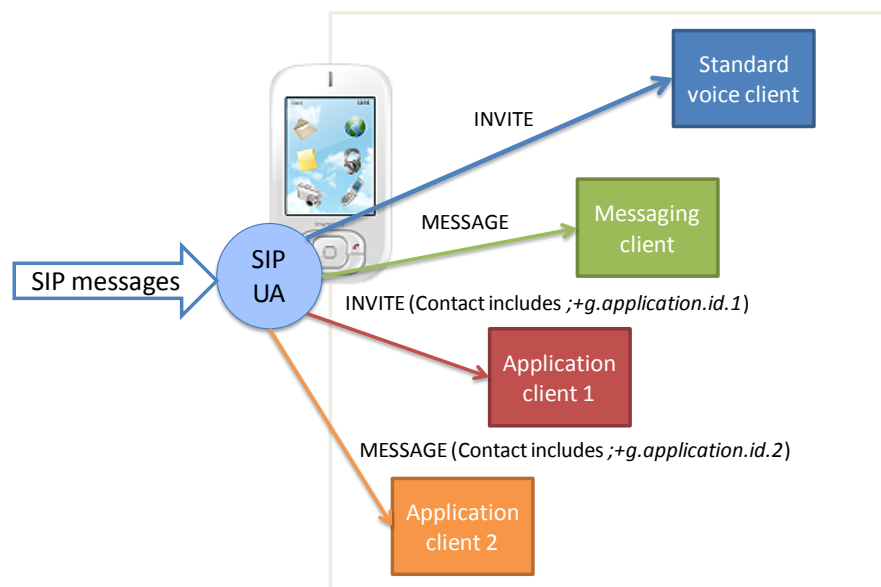 Standard
voice client
INVITE
MESSAGE
Messaging
client
SIP messages
SIP
UA
INVITE (Contact includes ;+g.application.id.1)
Application
client 1
MESSAGE (Contact includes ;+g.application.id.2)
Application
client 2